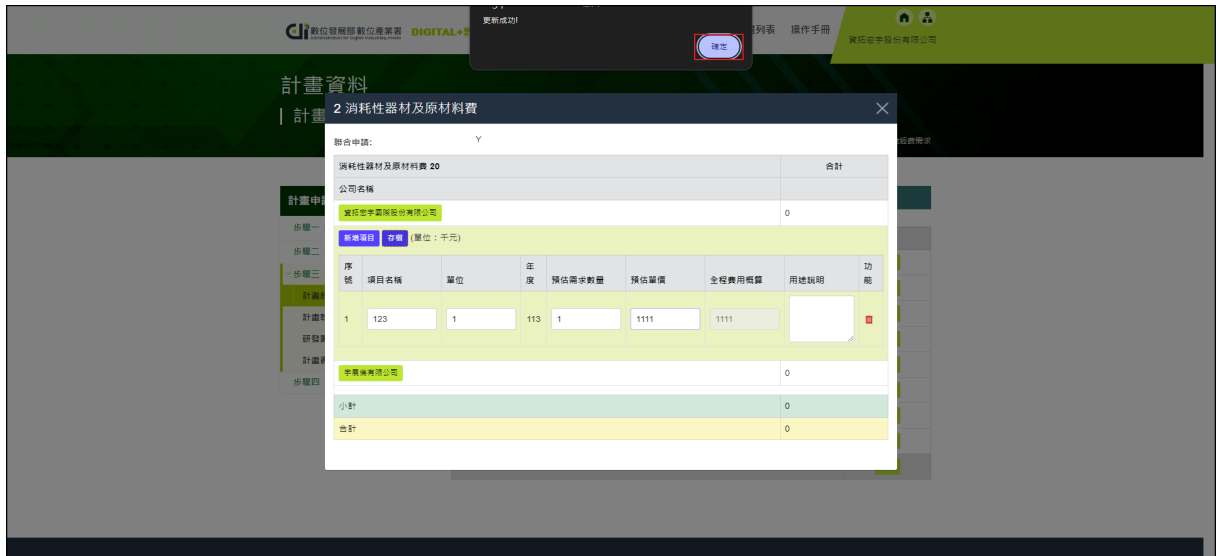 更新成功!
確定
數位發展部數位產業署
DIGITAL+
列表 操作手冊
資拓宏宇股份有限公司
計畫資料
計畫
經費需求
2 消耗性器材及原材料費
聯合申請: Y
消耗性器材及原材料費 20 合計
公司名稱
資拓宏宇國際股份有限公司 0
新增項目 存檔 (單位：千元)
序號 項目名稱 單位 年度 預估需求數量 預估單價 全程費用概算 用途說明 功能
1 123 1 113 1 1111 1111
宇展倫有限公司 0
小計 0
合計 0
計畫申
步驟一
步驟二
步驟三
計畫
計畫
研發
計畫
步驟四